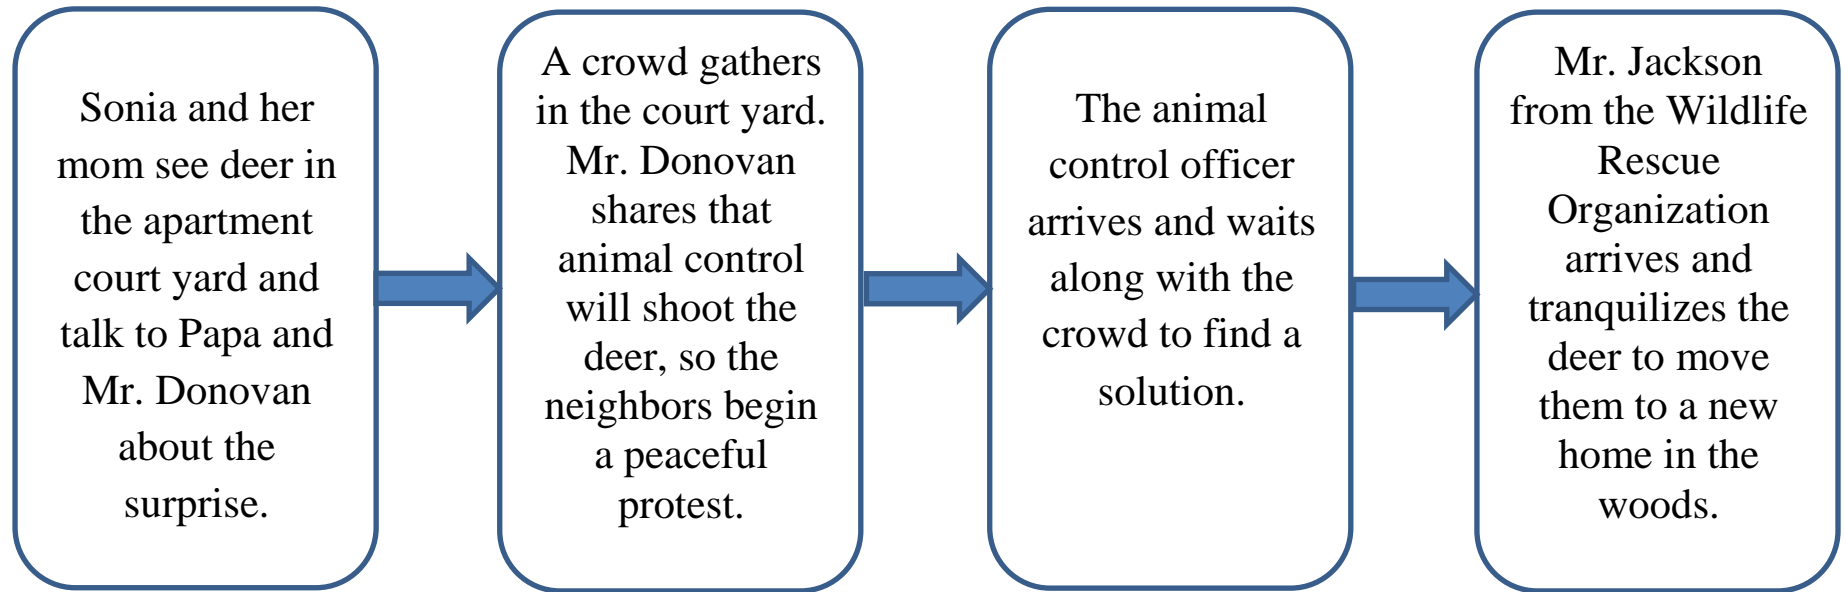 Sonia and her
mom see deer in
the apartment
court yard and
talk to Papa and
Mr. Donovan
about the
surprise.
A crowd gathers
in the court yard.
Mr. Donovan
shares that
animal control
will shoot the
deer, so the
neighbors begin
a peaceful
protest.
The animal
control officer
arrives and waits
along with the
crowd to find a
solution.
Mr. Jackson
from the Wildlife
Rescue
Organization
arrives and
tranquilizes the
deer to move
them to a new
home in the
woods.